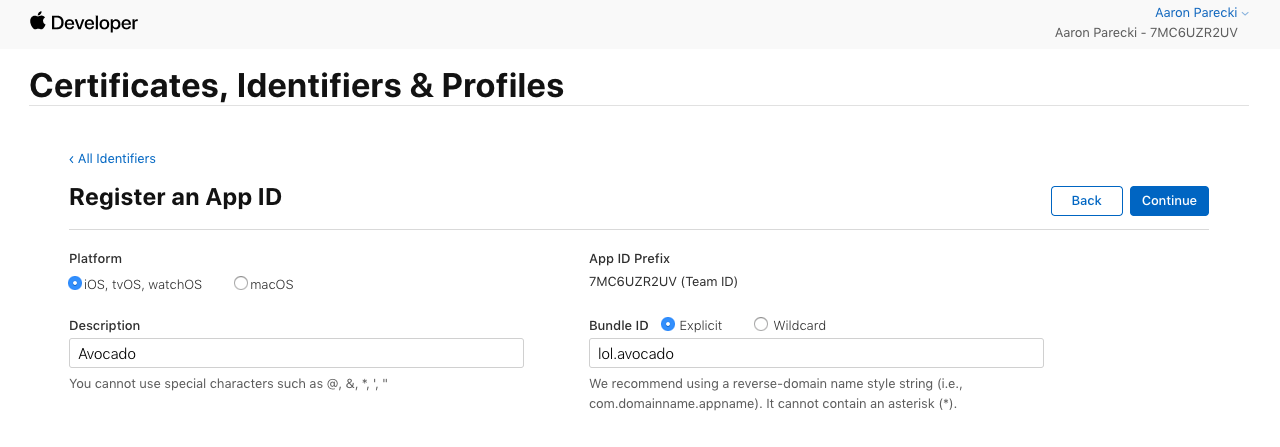 Developer
Aaron Parecki
Aaron Parecki - 7MC6UZR2UV
Certificates, Identifiers & Profiles
‹ All Identifiers
Register an App ID
Back
Continue
Platform
iOS, tvOS, watchOS
macOS
App ID Prefix
7MC6UZR2UV (Team ID)
Description
Avocado
You cannot use special characters such as @, &, *, ', "
Bundle ID
Explicit
Wildcard
lol.avocado
We recommend using a reverse-domain name style string (i.e.,
com.domainname.appname). It cannot contain an asterisk (*).